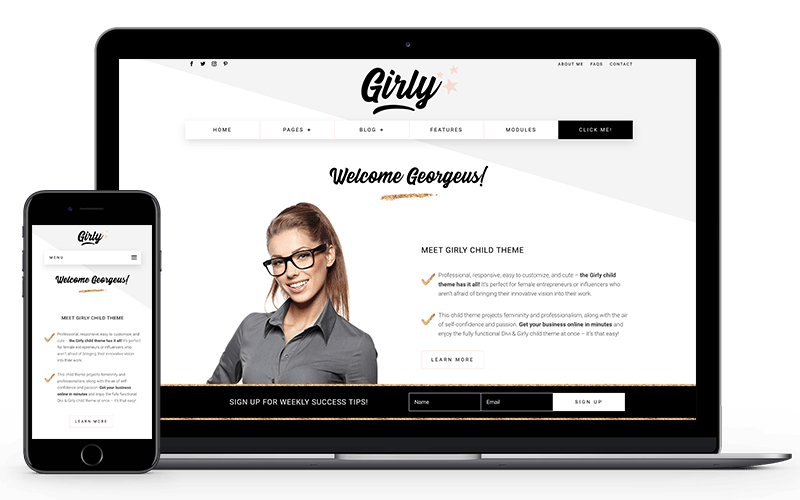 ABOUT ME FAQS CONTACT
Girly
HOME PAGES BLOG FEATURES MODULES CLICK ME!
Welcome Georgeus!
MEET GIRLY CHILD THEME
Professional, responsive, easy to customize, and cute – the Girly child
theme has it all! It's perfect for female entrepreneurs or influencers who
aren't afraid of bringing their innovative vision into their work.
This child theme projects femininity and professionalism, along with the air
of self-confidence and passion. Get your business online in minutes and
enjoy the fully functional Divi & Girly child theme at once – it's that easy!
LEARN MORE
SIGN UP FOR WEEKLY SUCCESS TIPS! Name Email SIGN UP
Girly
MENU
Welcome Georgeus!
MEET GIRLY CHILD THEME
Professional, responsive, easy to customize and
cute – the Girly child theme has it all! It's perfect
for female entrepreneurs or influencers who
aren't afraid of bringing their innovation vision
into their work.
This child theme projects femininity and
professionalism, along with the air of self-
confidence and passion. Get your business
online in minutes and enjoy the fully functional
Divi & Girly child theme at once – it's that easy!
LEARN MORE